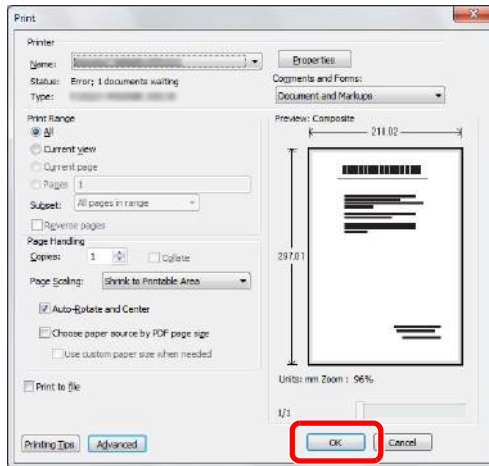 Print
Printer
Name:
Properties
Status: Error; 1 documents waiting
Comments and Forms:
Type:
Document and Markups
Print Range
All
Current view
Current page
Pages 1
Subset: All pages in range
Reverse pages
Page Handling
Copies: 1 Collate
Page Scaling: Shrink to Printable Area
Auto-Rotate and Center
Choose paper source by PDF page size
Use custom paper size when needed
Print to file
Preview: Composite
211.02
297.01
Units: mm Zoom : 96%
1/1
Printing Tips Advanced OK Cancel